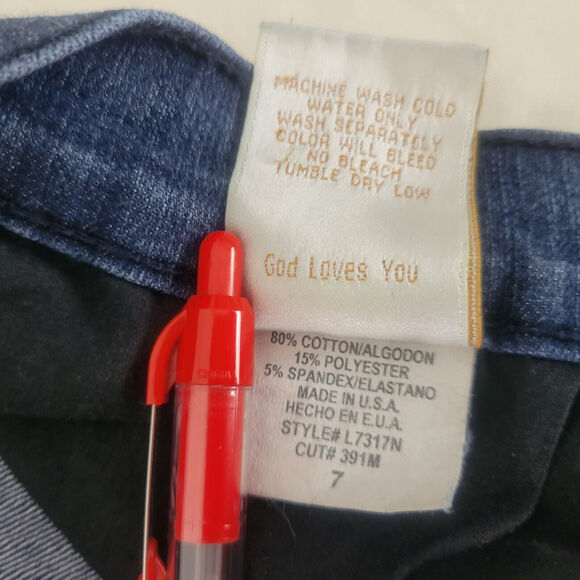 MACHINE WASH COLD
WATER ONLY
WASH SEPARATELY
COLOR WILL BLEED
NO BLEACH
TUMBLE DRY LOW
God Loves You
80% COTTON/ALGODON
15% POLYESTER
5% SPANDEX/ELASTANO
MADE IN U.S.A.
HECHO EN E.U.A.
STYLE# L7317N
CUT# 391M
7